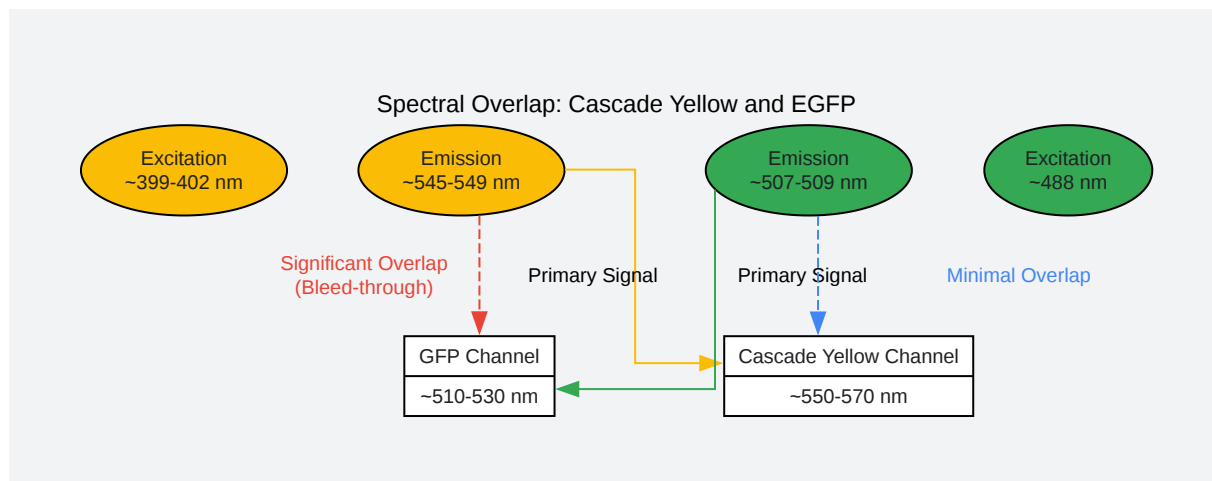 Spectral Overlap: Cascade Yellow and EGFP
Excitation
~399-402 nm
Emission
~545-549 nm
Emission
~507-509 nm
Excitation
~488 nm
Significant Overlap
(Bleed-through)
Primary Signal
Primary Signal
Minimal Overlap
GFP Channel
~510-530 nm
Cascade Yellow Channel
~550-570 nm